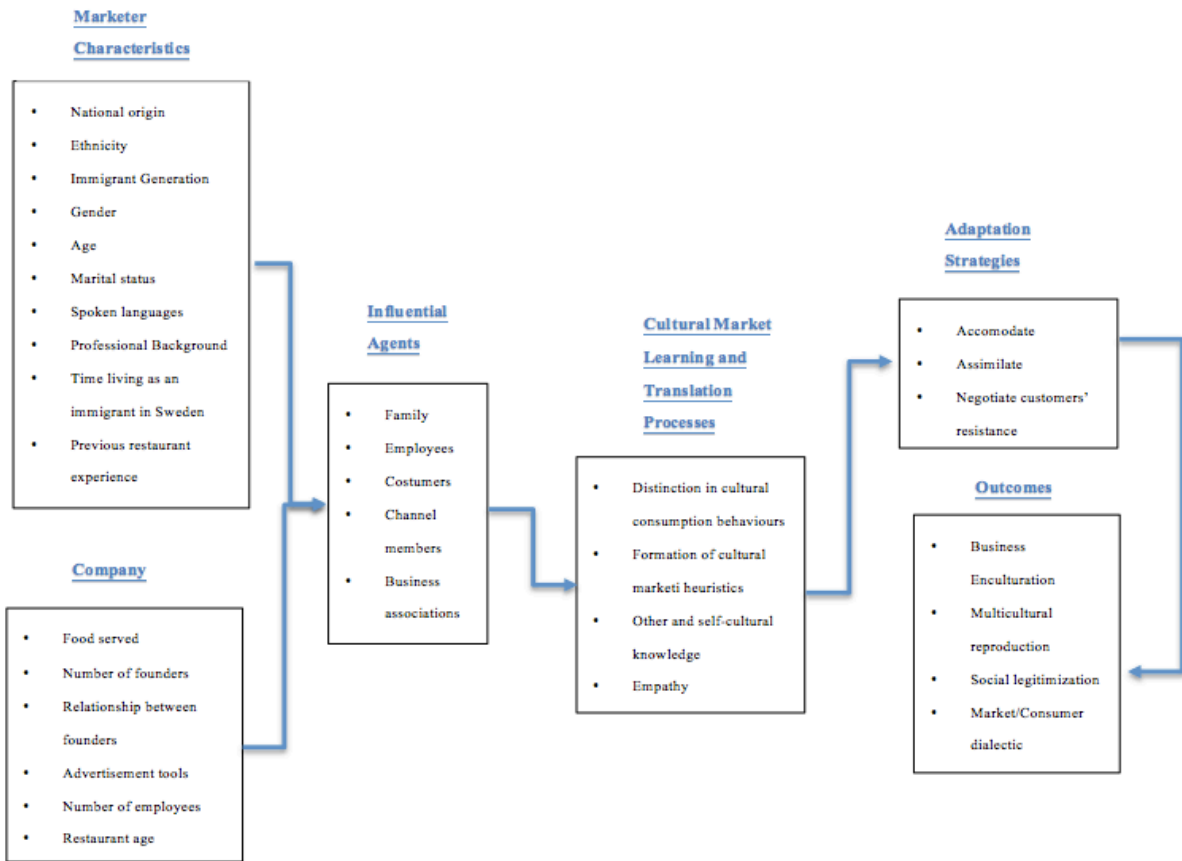 Marketer
Characteristics
• National origin
• Ethnicity
• Immigrant Generation
• Gender
• Age
• Marital status
• Spoken languages
• Professional Background
• Time living as an
immigrant in Sweden
• Previous restaurant
experience
Company
• Food served
• Number of founders
• Relationship between
founders
• Advertisement tools
• Number of employees
• Restaurant age
Influential
Agents
• Family
• Employees
• Costumers
• Channel
members
• Business
associations
Cultural Market
Learning and
Translation
Processes
• Distinction in cultural
consumption behaviours
• Formation of cultural
marketi heuristics
• Other and self-cultural
knowledge
• Empathy
Adaptation
Strategies
• Accomodate
• Assimilate
• Negotiate customers’
resistance
Outcomes
• Business
Enculturation
• Multicultural
reproduction
• Social legitimization
• Market/Consumer
dialectic